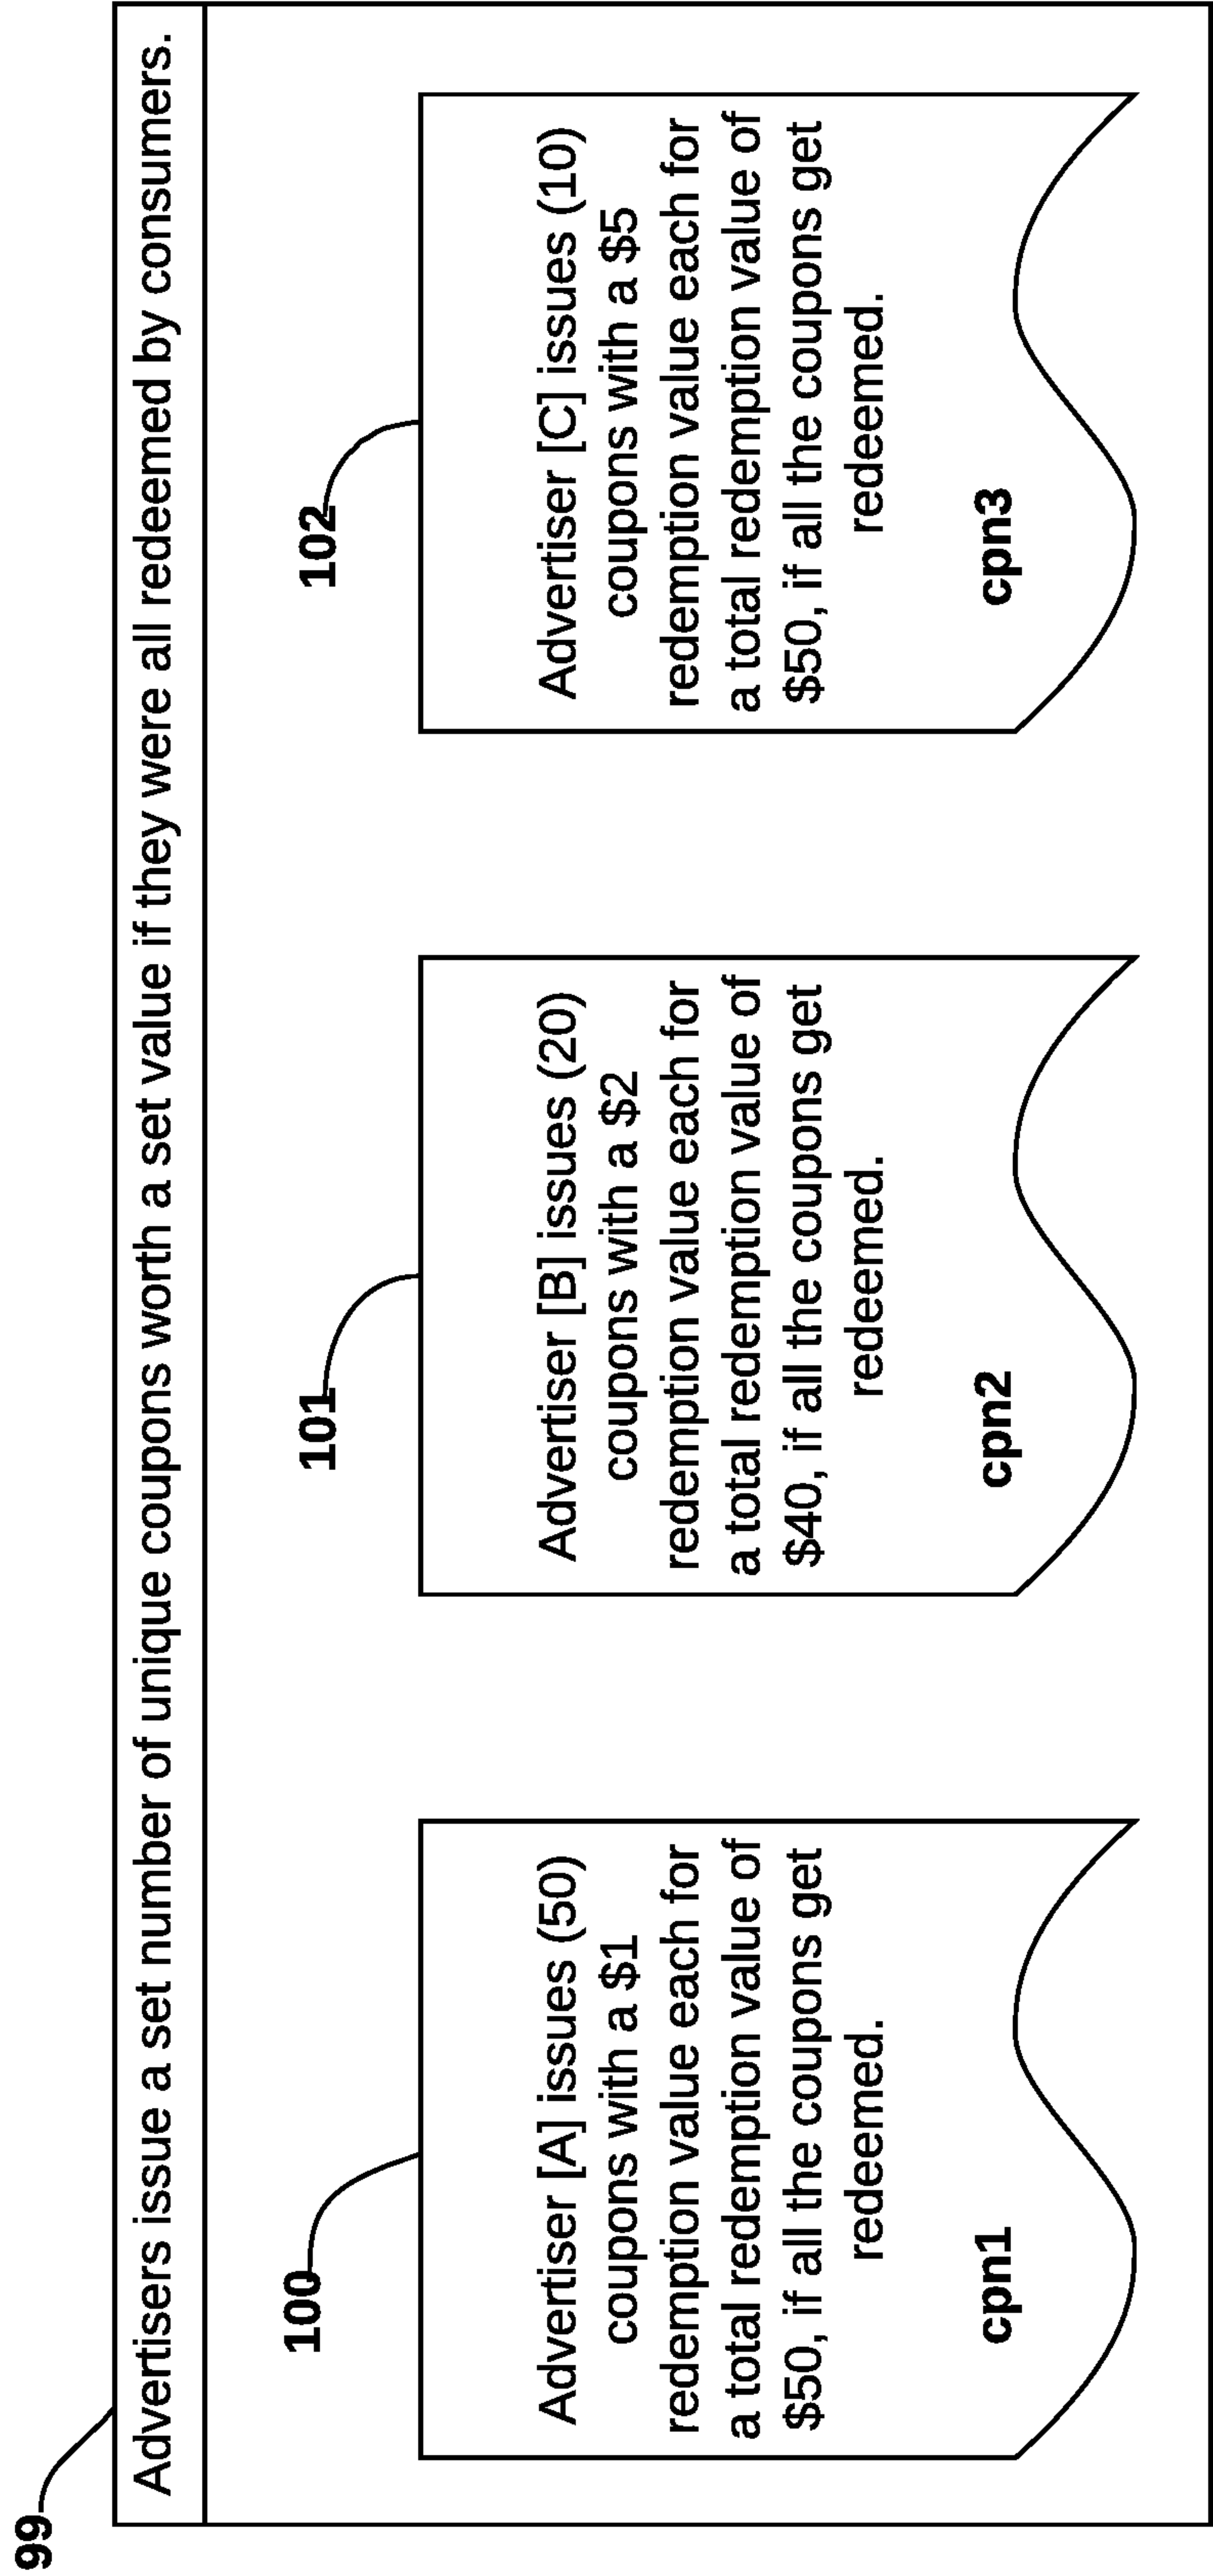 99
Advertisers issue a set number of unique coupons worth a set value if they were all redeemed by consumers.
100
Advertiser [A] issues (50)
coupons with a $1
redemption value each for
a total redemption value of
$50, if all the coupons get
redeemed.
cpn1
101
Advertiser [B] issues (20)
coupons with a $2
redemption value each for
a total redemption value of
$40, if all the coupons get
redeemed.
cpn2
102
Advertiser [C] issues (10)
coupons with a $5
redemption value each for
a total redemption value of
$50, if all the coupons get
redeemed.
cpn3